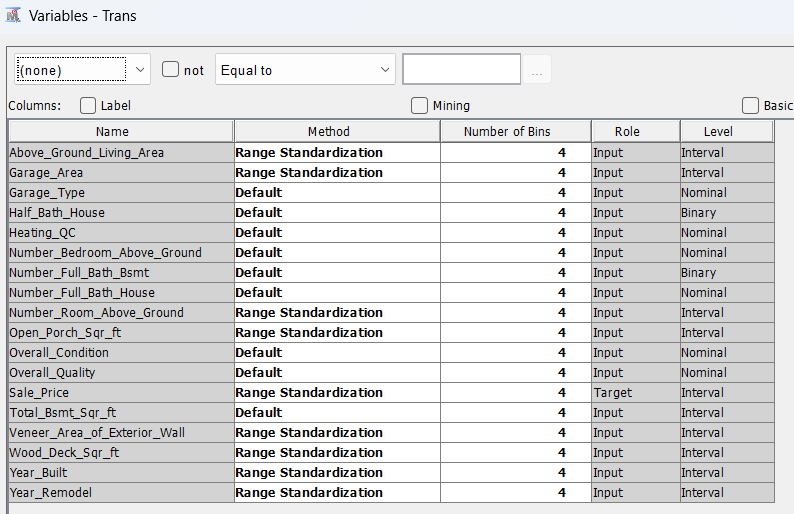 Variables - Trans
(none) not Equal to ...
Columns: Label Mining Basic
Name Method Number of Bins Role Level
Above_Ground_Living_Area Range Standardization 4 Input Interval
Garage_Area Range Standardization 4 Input Interval
Garage_Type Default 4 Input Nominal
Half_Bath_House Default 4 Input Binary
Heating_QC Default 4 Input Nominal
Number_Bedroom_Above_Ground Default 4 Input Nominal
Number_Full_Bath_Bsmt Default 4 Input Binary
Number_Full_Bath_House Default 4 Input Nominal
Number_Room_Above_Ground Range Standardization 4 Input Interval
Open_Porch_Sqr_ft Range Standardization 4 Input Interval
Overall_Condition Default 4 Input Nominal
Overall_Quality Default 4 Input Nominal
Sale_Price Range Standardization 4 Target Interval
Total_Bsmt_Sqr_ft Default 4 Input Interval
Veneer_Area_of_Exterior_Wall Range Standardization 4 Input Interval
Wood_Deck_Sqr_ft Range Standardization 4 Input Interval
Year_Built Range Standardization 4 Input Interval
Year_Remodel Range Standardization 4 Input Interval